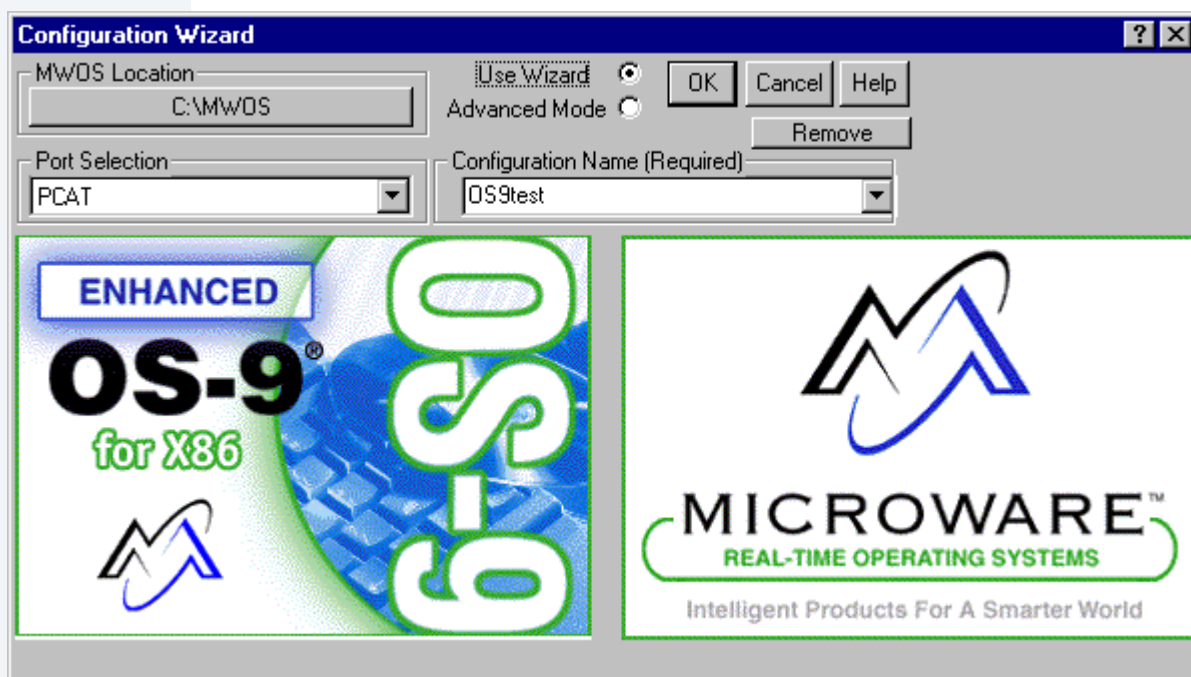 Configuration Wizard
MWOS Location
C:\MWOS
Use Wizard
Advanced Mode
OK
Cancel
Help
Remove
Port Selection
PCAT
Configuration Name (Required)
OS9test
ENHANCED
OS-9®
for X86
OS-9
MICROWARE™
REAL-TIME OPERATING SYSTEMS
Intelligent Products For A Smarter World